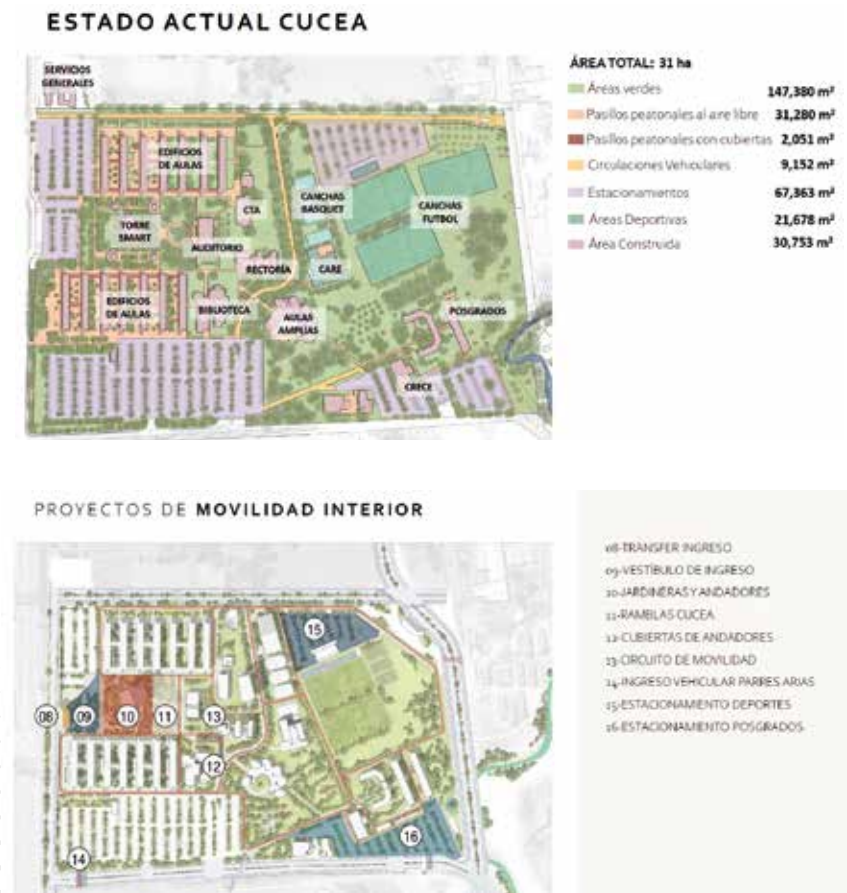 ESTADO ACTUAL CUCEA
ÁREA TOTAL: 31 ha
Áreas verdes 147,380 m²
Pasillos peatonales al aire libre 31,280 m²
Pasillos peatonales con cubiertas 2,051 m²
Circulaciones Vehiculares 9,152 m²
Estacionamientos 67,363 m²
Áreas Deportivas 21,678 m²
Área Construida 30,753 m²
SERVICIOS
GENERALES
EDIFICIOS
DE AULAS
CANCHAS
BASQUET
CANCHAS
FUTBOL
CTA
TORRE
SMART
AUDITORIO
RECTORÍA
CARE
EDIFICIOS
DE AULAS
BIBLIOTECA
AULAS
AMPLIAS
POSGRADOS
CRECE
PROYECTOS DE MOVILIDAD INTERIOR
15
08
09
10
11
13
12
16
14
08-TRANSFER INGRESO
09-VESTÍBULO DE INGRESO
10-JARDINERAS Y ANDADORES
11-RAMBLAS CUCEA
12-CUBIERTAS DE ANDADORES
13-CIRCUITO DE MOVILIDAD
14-INGRESO VEHICULAR PARRES ARIAS
15-ESTACIONAMIENTO DEPORTES
16-ESTACIONAMIENTO POSGRADOS